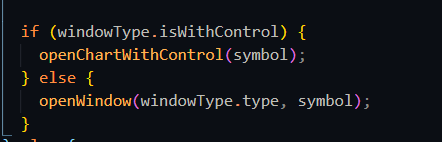 if (windowType.isWithControl) {
openChartWithControl(symbol);
} else {
openWindow(windowType.type, symbol);
}